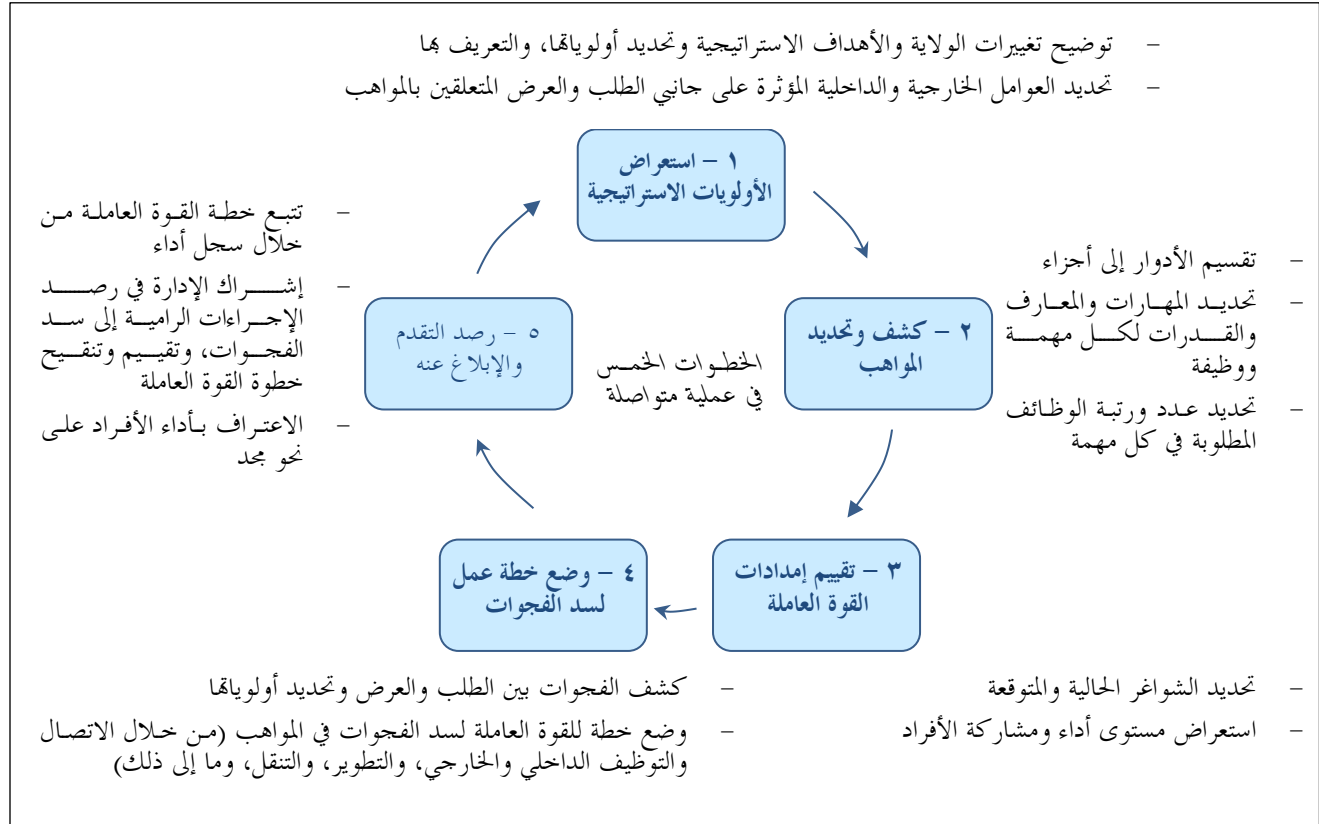 – توضيح تغييرات الولاية والأهداف الاستراتيجية وتحديد أولوياتها، والتعريف بها
– تحديد العوامل الخارجية والداخلية المؤثرة على جانبي الطلب والعرض المتعلقين بالمواهب
١ – استعراض
الأولويات الاستراتيجية
– تقسيم الأدوار إلى أجزاء
– تحديد المهارات والمعارف
والقدرات لكل مهمة
ووظيفة
– تحديد عدد ورتبة الوظائف
المطلوبة في كل مهمة
٢ – كشف وتحديد
المواهب
الخطوات الخمس
في عملية متواصلة
٥ – رصد التقدم
والإبلاغ عنه
– تتبع خطة القوة العاملة من
خلال سجل أداء
– إشراك الإدارة في رصد
الإجراءات الرامية إلى سد
الفجوات، وتقييم وتنقيح
خطوة القوة العاملة
– الاعتراف بأداء الأفراد على
نحو مجد
٣ – تقييم إمدادات
القوة العاملة
٤ – وضع خطة عمل
لسد الفجوات
– تحديد الشواغر الحالية والمتوقعة
– استعراض مستوى أداء ومشاركة الأفراد
– كشف الفجوات بين الطلب والعرض وتحديد أولوياتها
– وضع خطة للقوة العاملة لسد الفجوات في المواهب (من خلال الاتصال
والتوظيف الداخلي والخارجي، والتطوير، والتنقل، وما إلى ذلك)